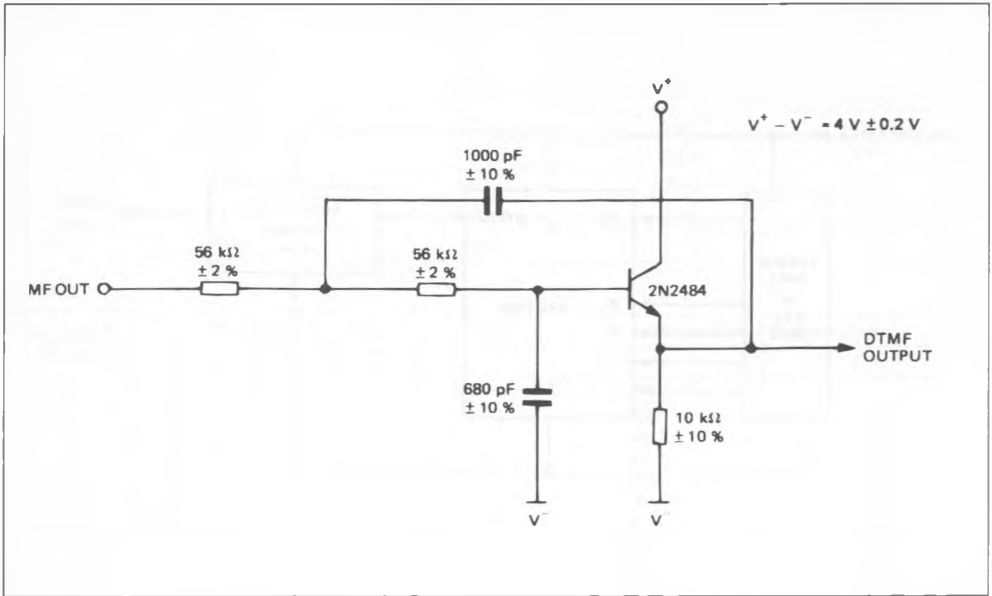 V⁺
V⁺ – V⁻ = 4 V ± 0.2 V
1000 pF
± 10 %
56 kΩ
± 2 %
56 kΩ
± 2 %
MF OUT
2N2484
DTMF
OUTPUT
680 pF
± 10 %
10 kΩ
± 10 %
V⁻
V⁻